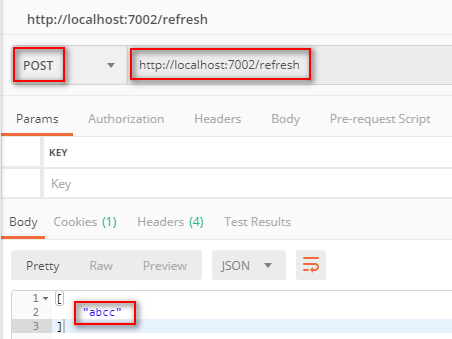 http://localhost:7002/refresh
POST http://localhost:7002/refresh
Params Authorization Headers Body Pre-request Script
KEY
Key
Body Cookies (1) Headers (4) Test Results
Pretty Raw Preview JSON
1 [
2 "abcc"
3 ]